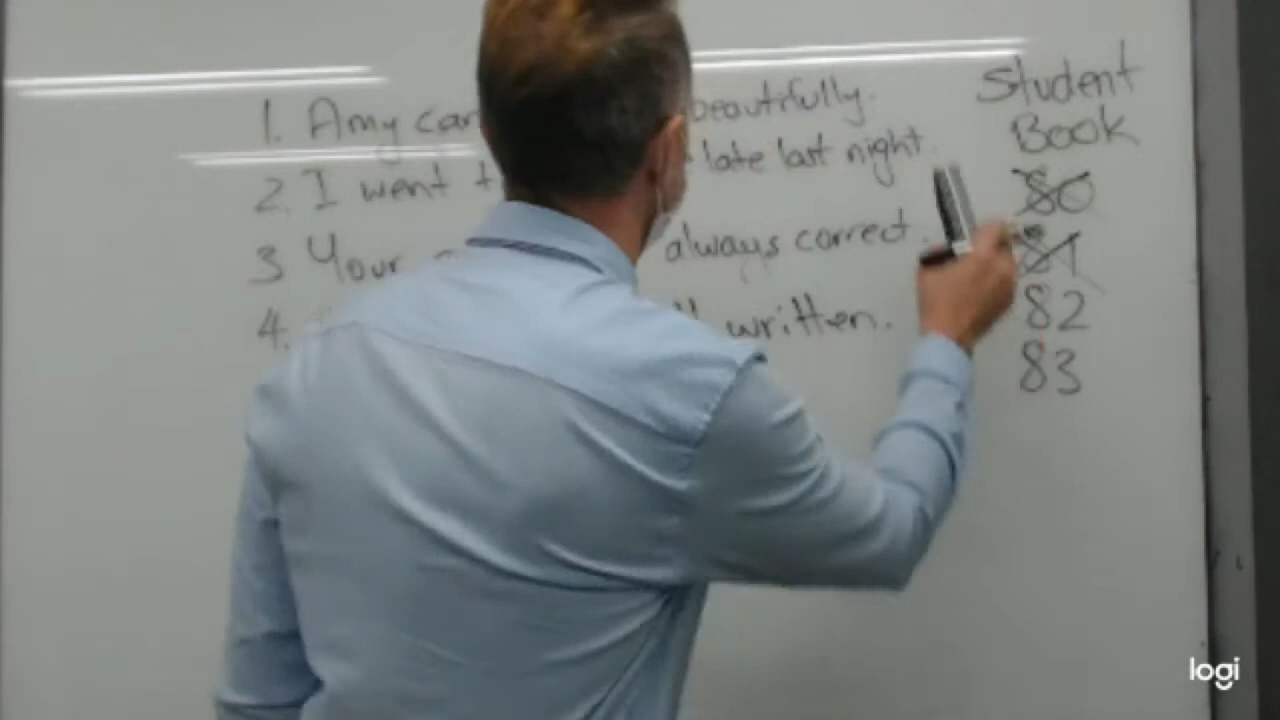 1. Amy can beautifully.
2. I went late last night.
3 Your always correct.
4. written.
Student
Book
80
81
82
83
logi